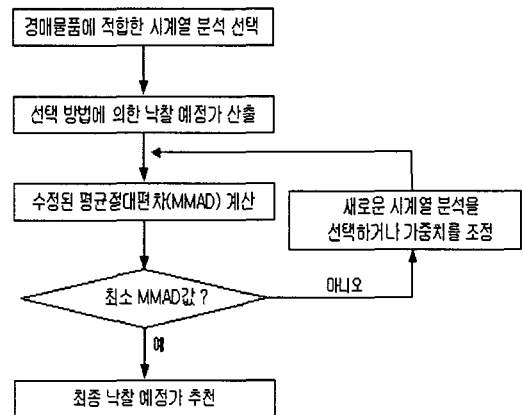 경매물품에 적합한 시계열 분석 선택
선택 방법에 의한 낙찰 예정가 산출
수정된 평균절대편차(MMAD) 계산
새로운 시계열 분석을
선택하거나 가중치를 조정
최소 MMAD값 ?
아니오
예
최종 낙찰 예정가 추천